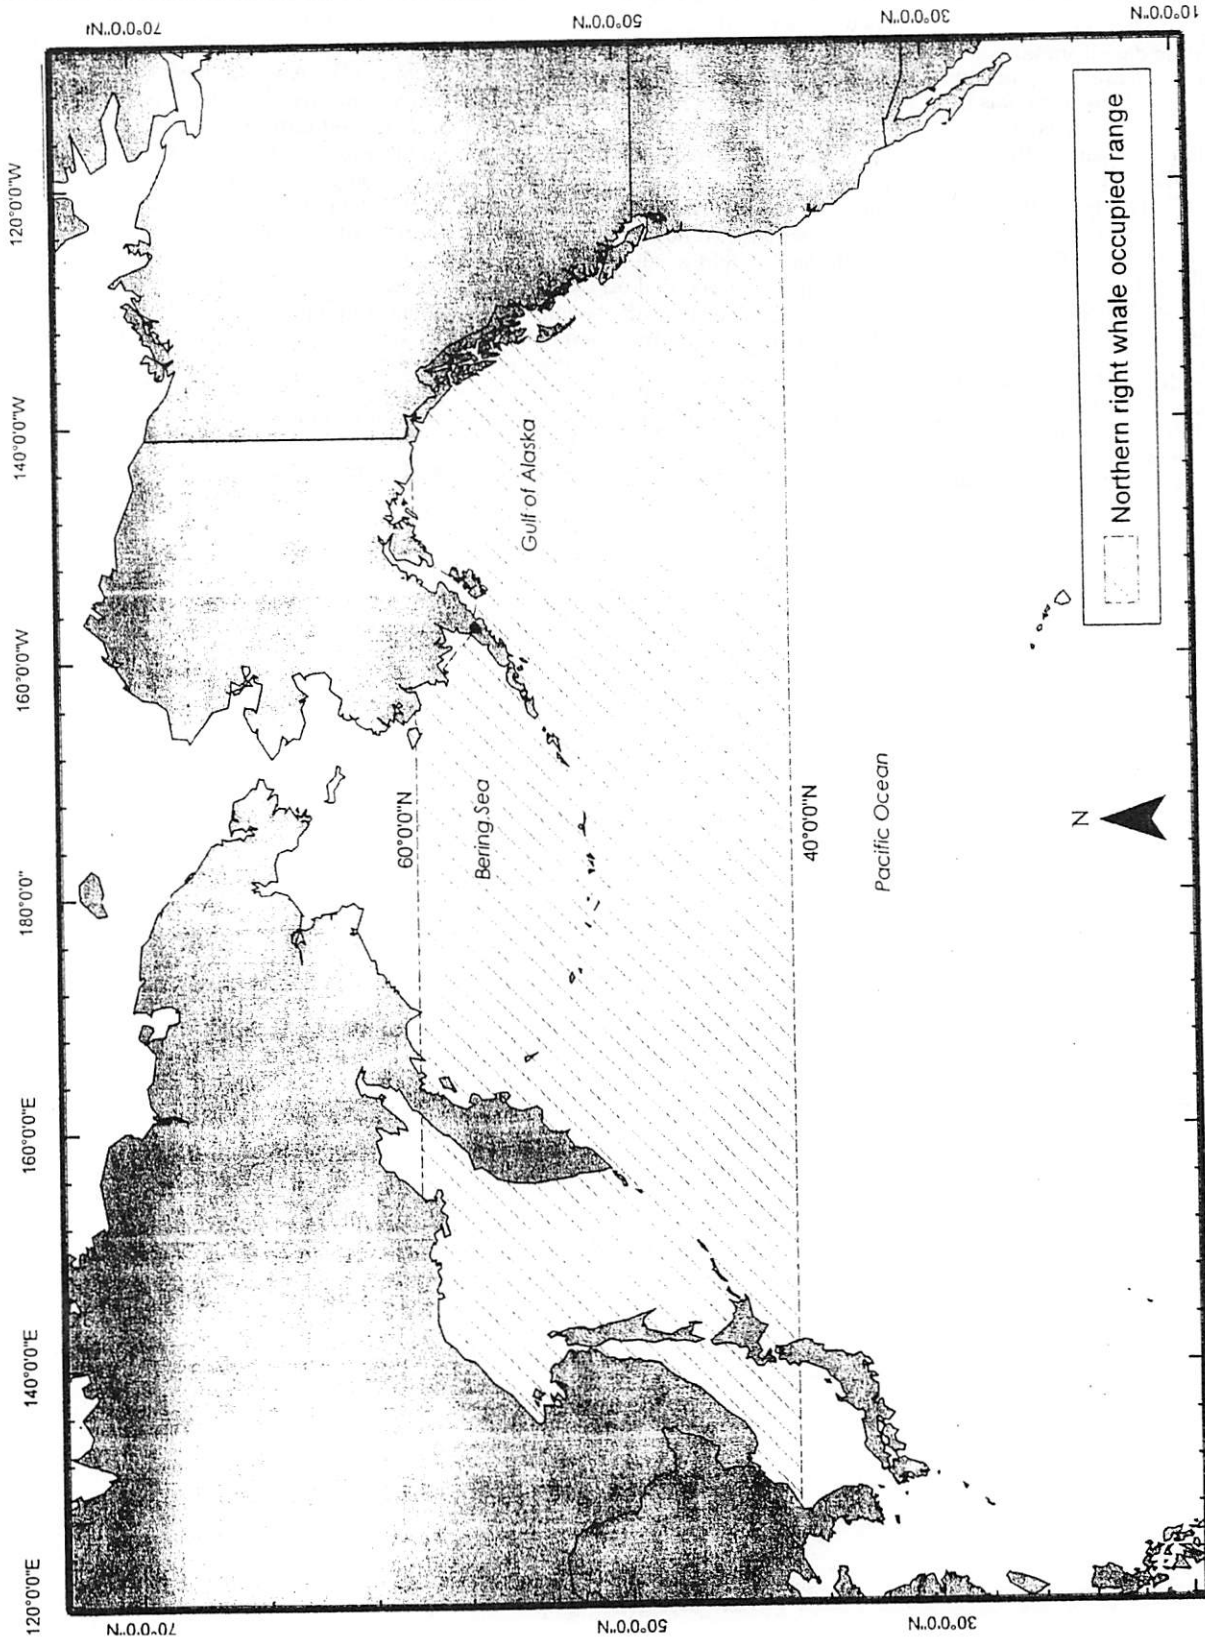 120°0'0"E
140°0'0"E
160°0'0"E
180°0'0"
160°0'0"W
140°0'0"W
120°0'0"W
70°0'0"N
70°0'0"N
60°0'0"N
Bering Sea
Gulf of Alaska
50°0'0"N
50°0'0"N
40°0'0"N
Pacific Ocean
30°0'0"N
30°0'0"N
N
Northern right whale occupied range
10°0'0"N